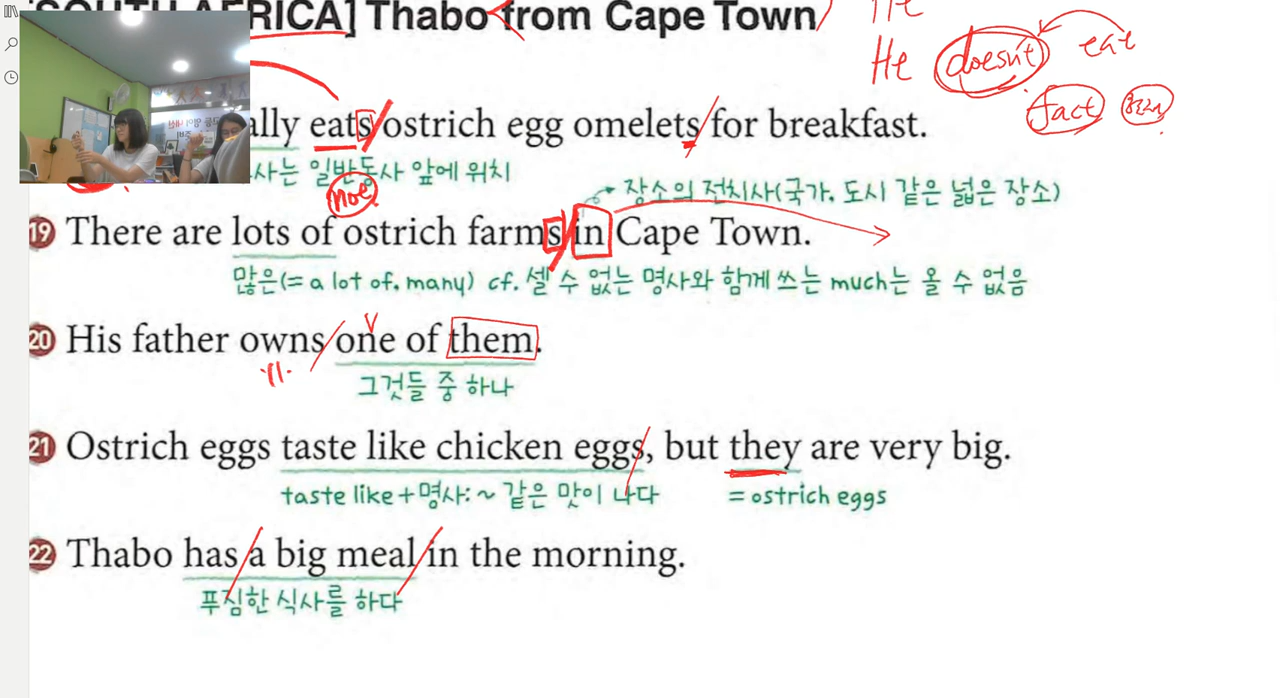 SOUTH AFRICA] Thabo from Cape Town
He
He doesn't eat
fact
ally eats ostrich egg omelets for breakfast.
사는 일반동사 앞에 위치
장소의 전치사(국가, 도시 같은 넓은 장소)
19 There are lots of ostrich farms in Cape Town.
많은(= a lot of, many) cf. 셀 수 없는 명사와 함께 쓰는 much는 올 수 없음
20 His father owns one of them.
그것들 중 하나
21 Ostrich eggs taste like chicken eggs, but they are very big.
taste like+명사: ~ 같은 맛이 나다 = ostrich eggs
22 Thabo has a big meal in the morning.
푸짐한 식사를 하다